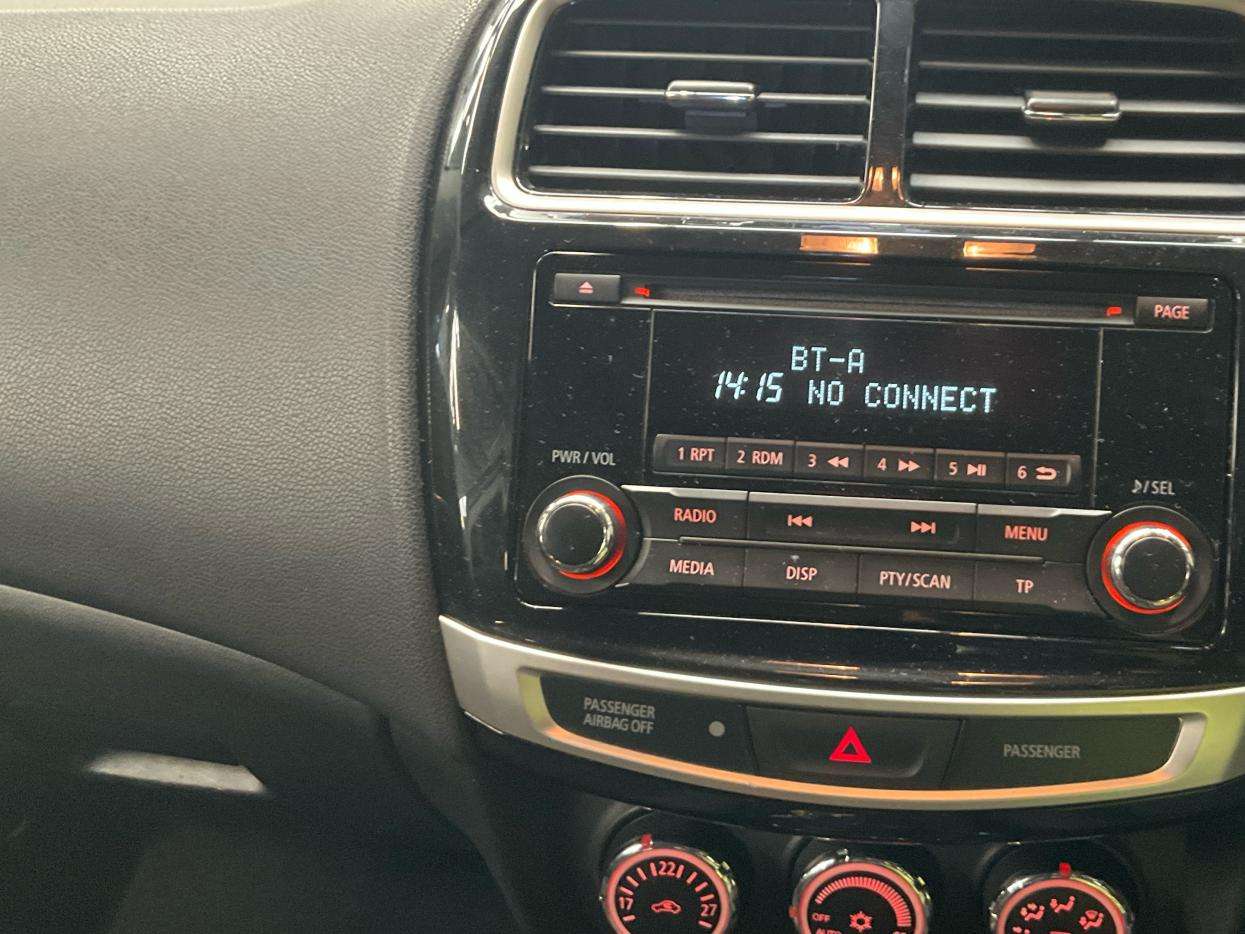 PAGE
BT-A
14:15 NO CONNECT
PWR/VOL
1 RPT 2 RDM 3 4 5 6
♪/SEL
RADIO MENU
MEDIA DISP PTY/SCAN TP
PASSENGER
AIRBAG OFF
PASSENGER
22
17 27
OFF
AUTO